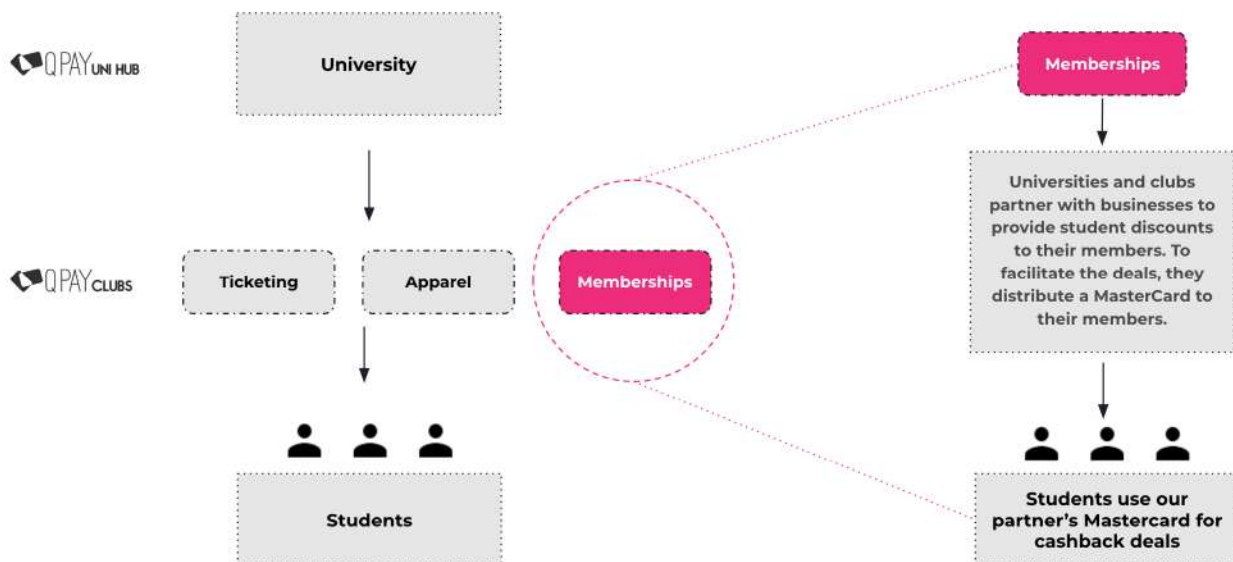 QPAY UNI HUB
University
Memberships
Universities and clubs
partner with businesses to
provide student discounts
to their members. To
facilitate the deals, they
distribute a MasterCard to
their members.
QPAY CLUBS
Ticketing
Apparel
Memberships
Students
Students use our
partner's Mastercard for
cashback deals